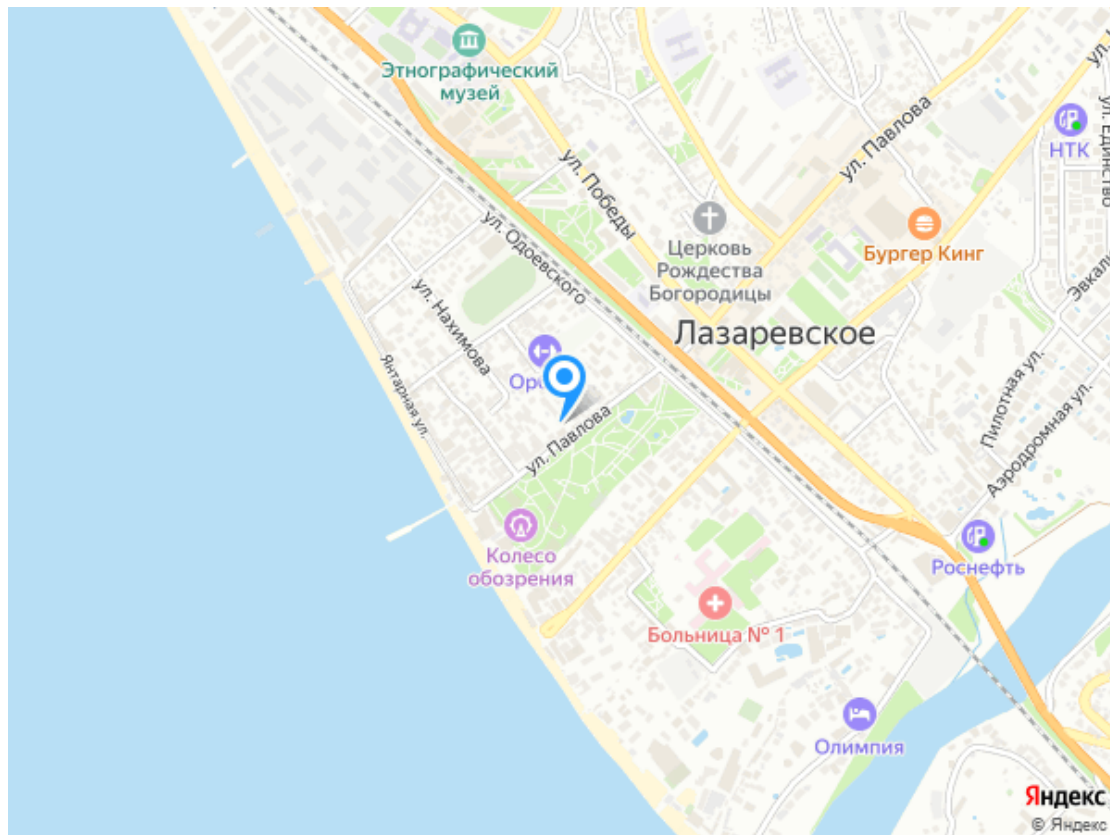 Этнографический
музей
ул. Победы
ул. Павлова
НТК
ул. Единство
Церковь
Рождества
Богородицы
Бургер Кинг
ул. Одоевского
ул. Нахимова
Лазаревское
Янтарная ул.
ул. Павлова
Пилотная ул.
Аэродромная ул.
Колесо
обозрения
Роснефть
Больница № 1
Олимпия
Яндекс
© Яндекс